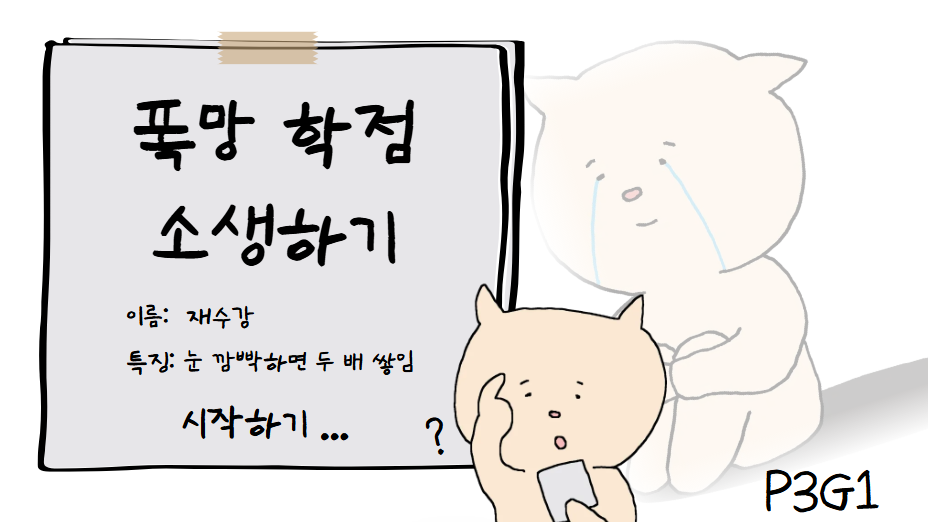 폭망 학점
소생하기
이름: 재수강
특징: 눈 깜빡하면 두 배 쌓임
시작하기 ...
?
P3G1